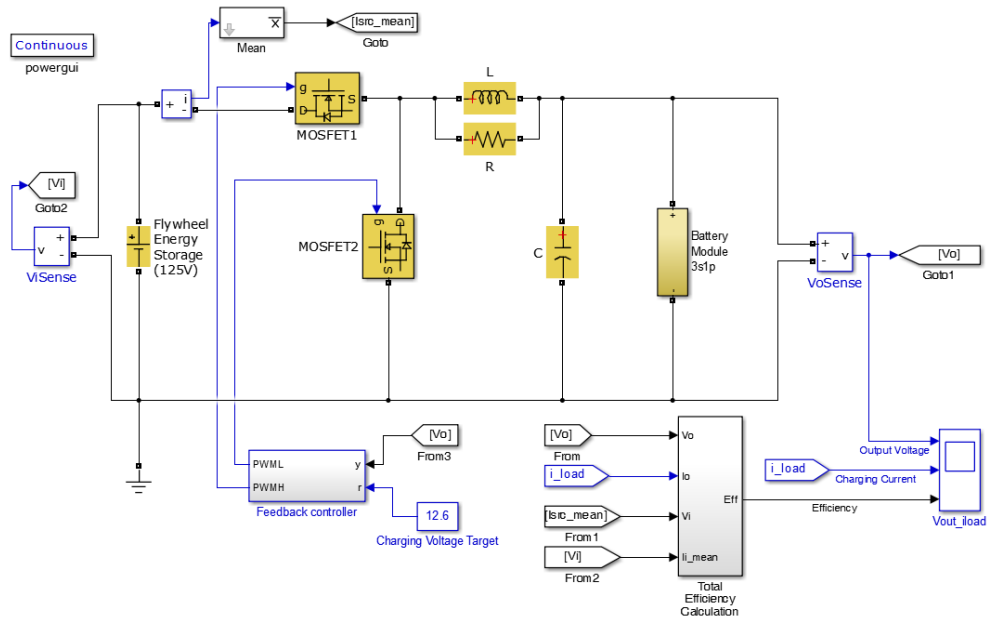 Continuous
powergui
x
Mean
[Isrc_mean]
Goto
+
i
-
g
D
S
MOSFET1
L
+
R
+
[Vi]
Goto2
v
+
-
ViSense
+
Flywheel
Energy
Storage
(125V)
g
D
S
MOSFET2
C
+
+
-
Battery
Module
3s1p
+
-
v
VoSense
[Vo]
Goto1
PWML
PWMH
y
r
Feedback controller
[Vo]
From3
12.6
Charging Voltage Target
[Vo]
From
i_load
[Isrc_mean]
From1
[Vi]
From2
Vo
Io
Vi
Ii_mean
Eff
Total
Efficiency
Calculation
i_load
Output Voltage
Charging Current
Efficiency
Vout_iload